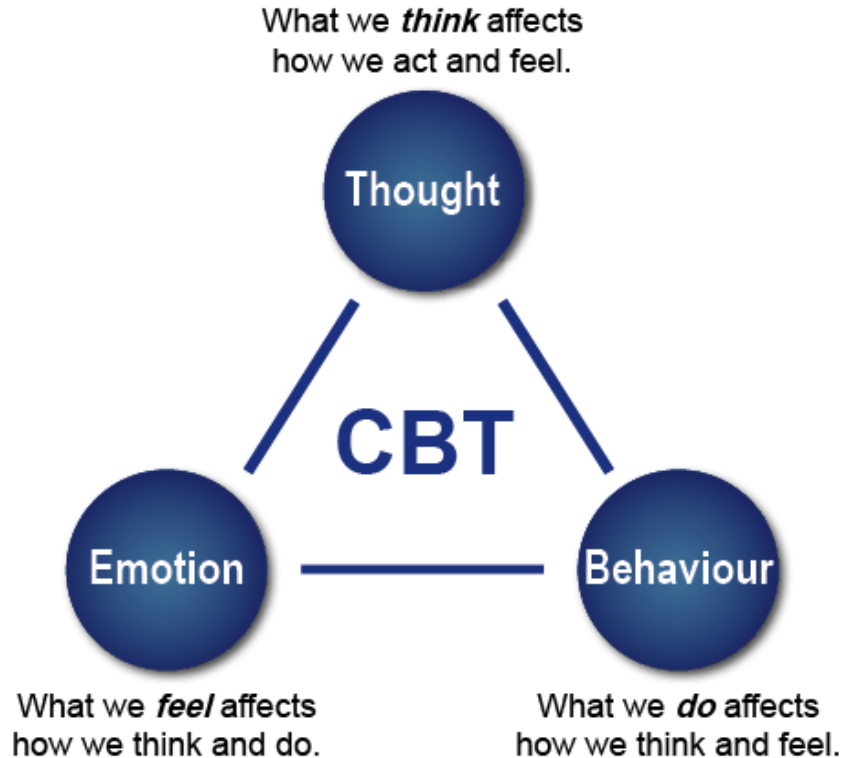 What we think affects
how we act and feel.
Thought
CBT
Emotion
Behaviour
What we feel affects
how we think and do.
What we do affects
how we think and feel.